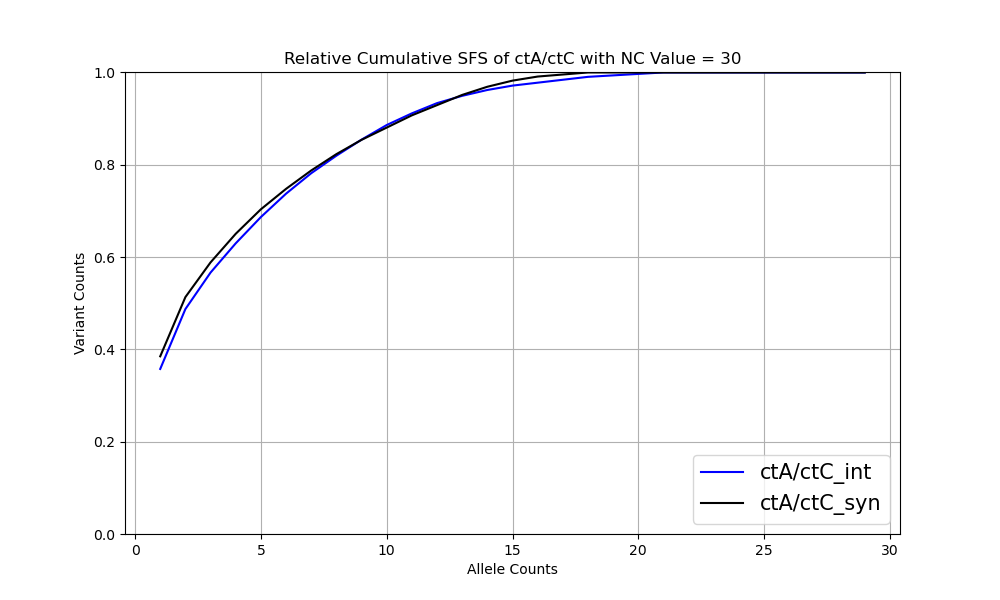 Relative Cumulative SFS of ctA/ctC with NC Value = 30
1.0
0.8
0.6
0.4
0.2
0.0
Variant Counts
0 5 10 15 20 25 30
Allele Counts
ctA/ctC_int
ctA/ctC_syn